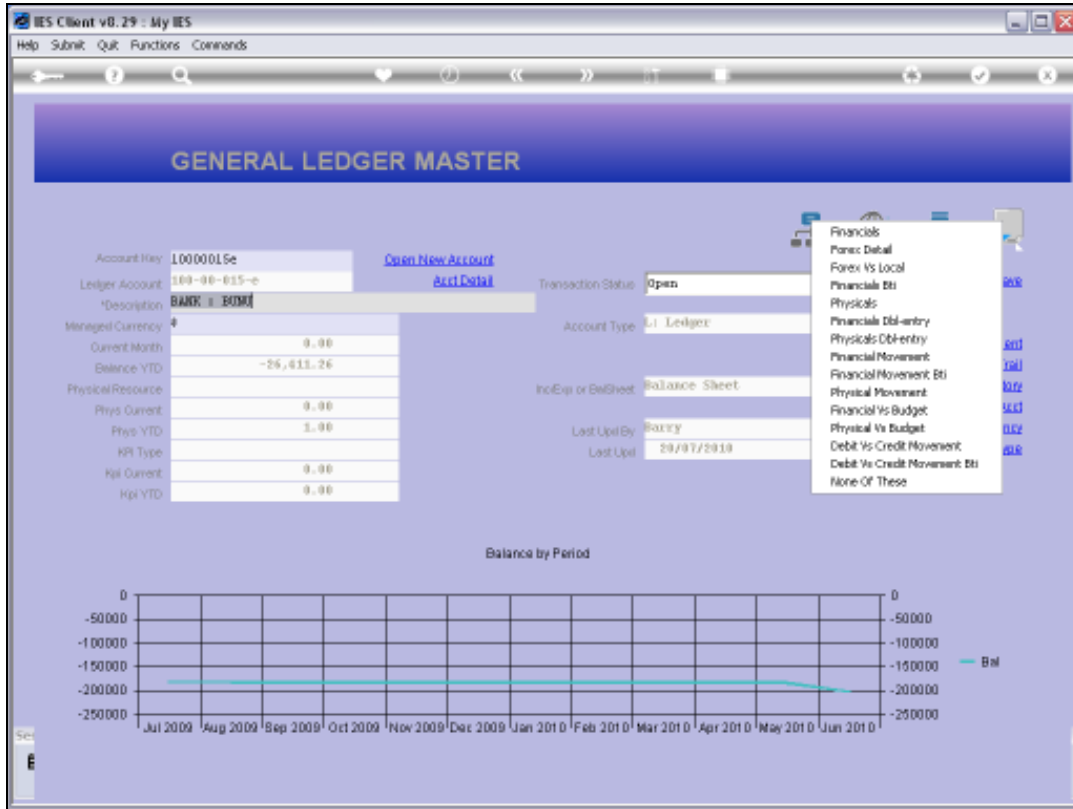 IES Client v8.29 : My IES
Help Submit Quit Functions Commands
GENERAL LEDGER MASTER
Account Key 10000015e Open New Account
Ledger Account 100-00-015-e Acct Detail Transaction Status Open
*Description BANK : EURO
Managed Currency Account Type L: Ledger
Current Month 0.00
Balance YTD -26,411.26
Physical Resource Inc/Exp or BalSheet Balance Sheet
Phys Current 0.00
Phys YTD 1.00 Last Upd By Barry
KPI Type Last Upd 20/07/2010
Kpi Current 0.00
Kpi YTD 0.00
Financials
Forex Detail
Forex Vs Local
Financials Bti
Physicals
Financials Dbl-entry
Physicals Dbl-entry
Financial Movement
Financial Movement Bti
Physical Movement
Financial Vs Budget
Physical Vs Budget
Debit Vs Credit Movement
Debit Vs Credit Movement Bti
None Of These
Balance by Period
0 0
-50000 -50000
-100000 -100000
-150000 -150000 Bal
-200000 -200000
-250000 -250000
Jul 2009 Aug 2009 Sep 2009 Oct 2009 Nov 2009 Dec 2009 Jan 2010 Feb 2010 Mar 2010 Apr 2010 May 2010 Jun 2010